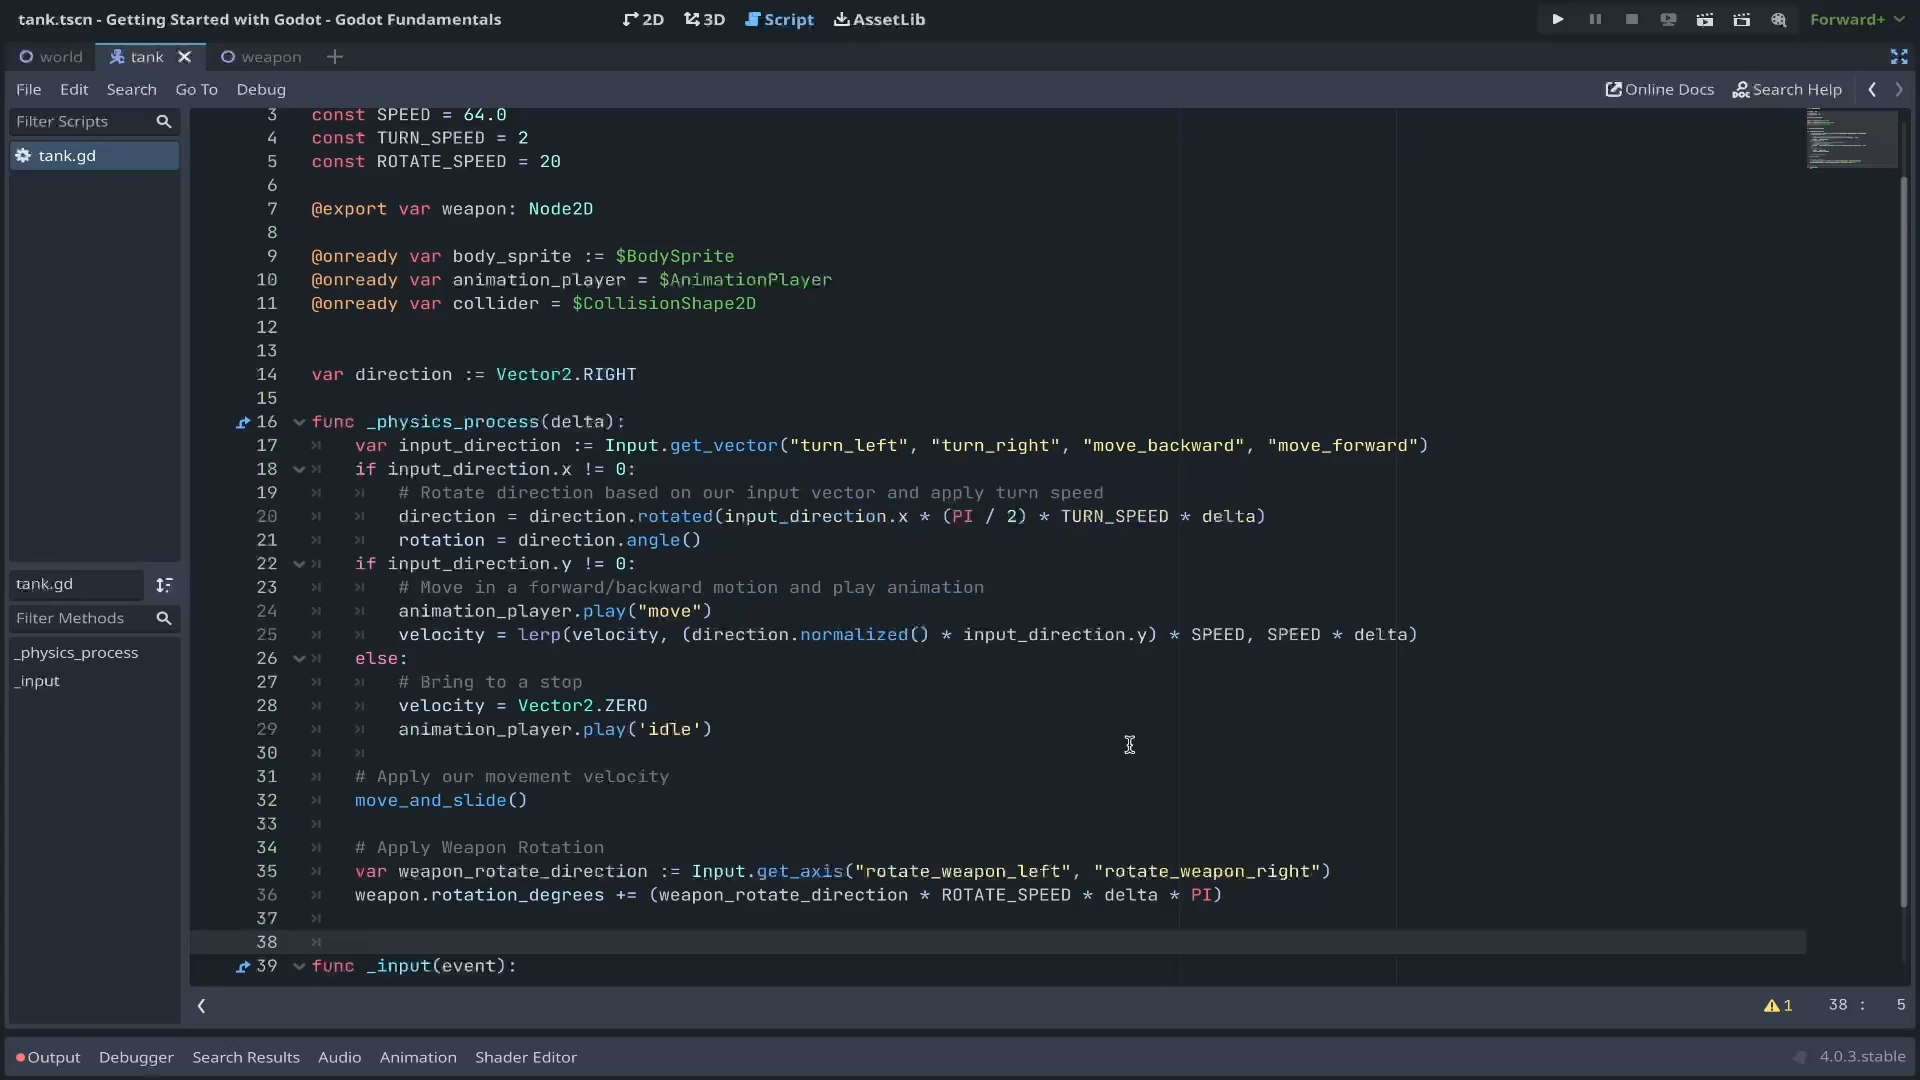 tank.tscn - Getting Started with Godot - Godot Fundamentals
2D 3D Script AssetLib
Forward+
world tank weapon
File Edit Search Go To Debug
Online Docs Search Help
Filter Scripts
tank.gd
tank.gd
Filter Methods
_physics_process
_input
3 const SPEED = 64.0
4 const TURN_SPEED = 2
5 const ROTATE_SPEED = 20
6
7 @export var weapon: Node2D
8
9 @onready var body_sprite := $BodySprite
10 @onready var animation_player = $AnimationPlayer
11 @onready var collider = $CollisionShape2D
12
13
14 var direction := Vector2.RIGHT
15
16 func _physics_process(delta):
17 var input_direction := Input.get_vector("turn_left", "turn_right", "move_backward", "move_forward")
18 if input_direction.x != 0:
19 # Rotate direction based on our input vector and apply turn speed
20 direction = direction.rotated(input_direction.x * (PI / 2) * TURN_SPEED * delta)
21 rotation = direction.angle()
22 if input_direction.y != 0:
23 # Move in a forward/backward motion and play animation
24 animation_player.play("move")
25 velocity = lerp(velocity, (direction.normalized() * input_direction.y) * SPEED, SPEED * delta)
26 else:
27 # Bring to a stop
28 velocity = Vector2.ZERO
29 animation_player.play('idle')
30
31 # Apply our movement velocity
32 move_and_slide()
33
34 # Apply Weapon Rotation
35 var weapon_rotate_direction := Input.get_axis("rotate_weapon_left", "rotate_weapon_right")
36 weapon.rotation_degrees += (weapon_rotate_direction * ROTATE_SPEED * delta * PI)
37
38
39 func _input(event):
1 38 : 5
Output Debugger Search Results Audio Animation Shader Editor
4.0.3.stable